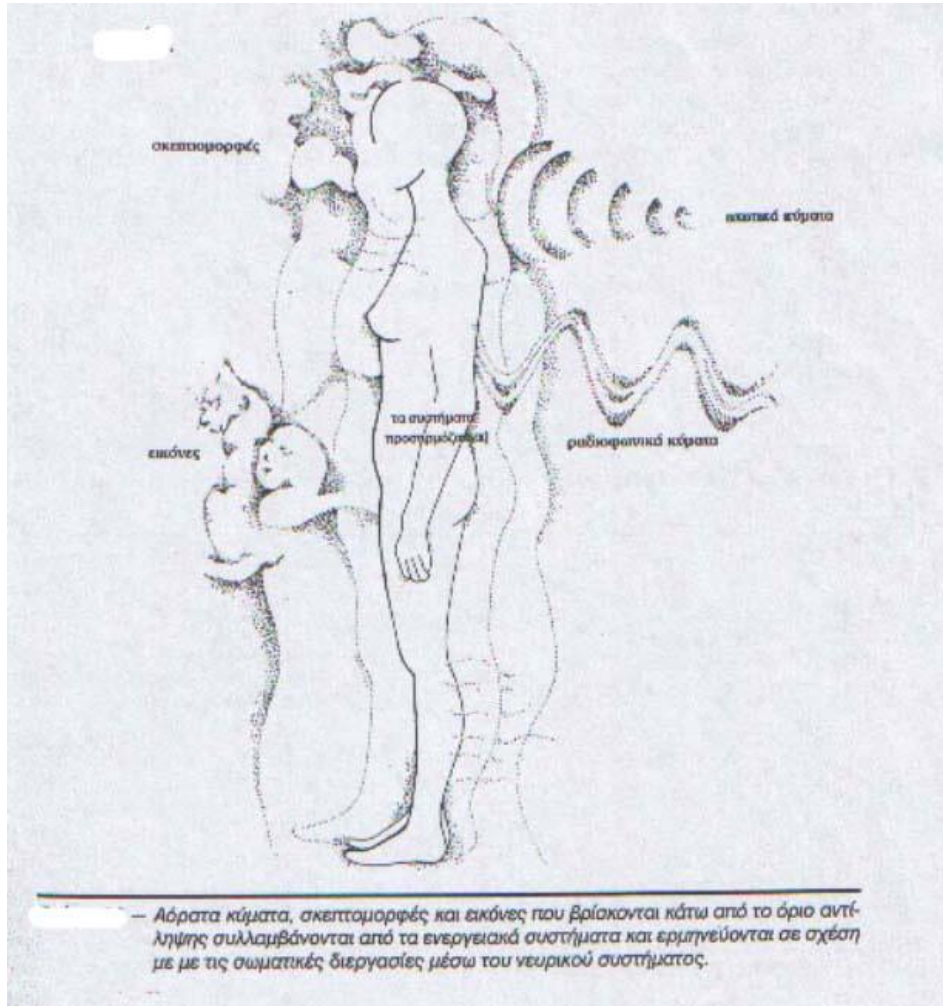 σκεπτομορφές
κύματα
τα συστήματα
εικόνες
ραδιοφωνικά κύματα
— Αόρατα κύματα, σκεπτομορφές και εικόνες που βρίσκονται κάτω από το όριο αντί-
ληψης συλλαμβάνονται από τα ενεργειακά συστήματα και ερμηνεύονται σε σχέση
με με τις σωματικές διεργασίες μέσω του νευρικού συστήματος.